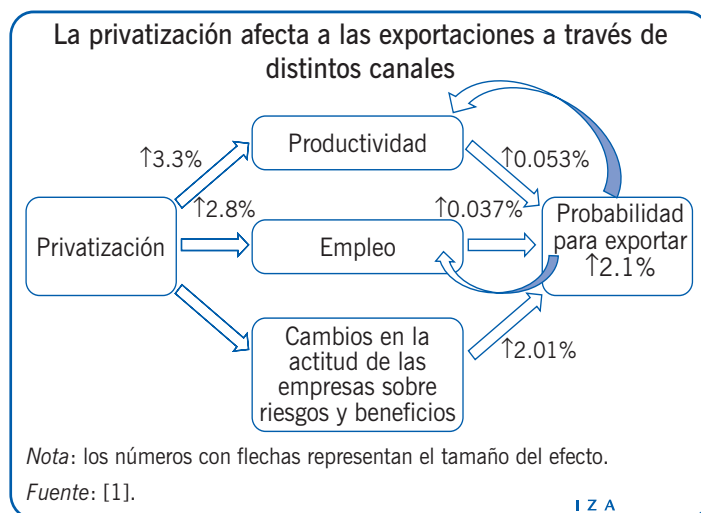 La privatización afecta a las exportaciones a través de
distintos canales
Productividad
↑3.3%
↑0.053%
↑2.8%
↑0.037%
Privatización
Empleo
Probabilidad
para exportar
↑2.1%
Cambios en la
actitud de las
empresas sobre
riesgos y beneficios
↑2.01%
Nota: los números con flechas representan el tamaño del efecto.
Fuente: [1].
I Z A